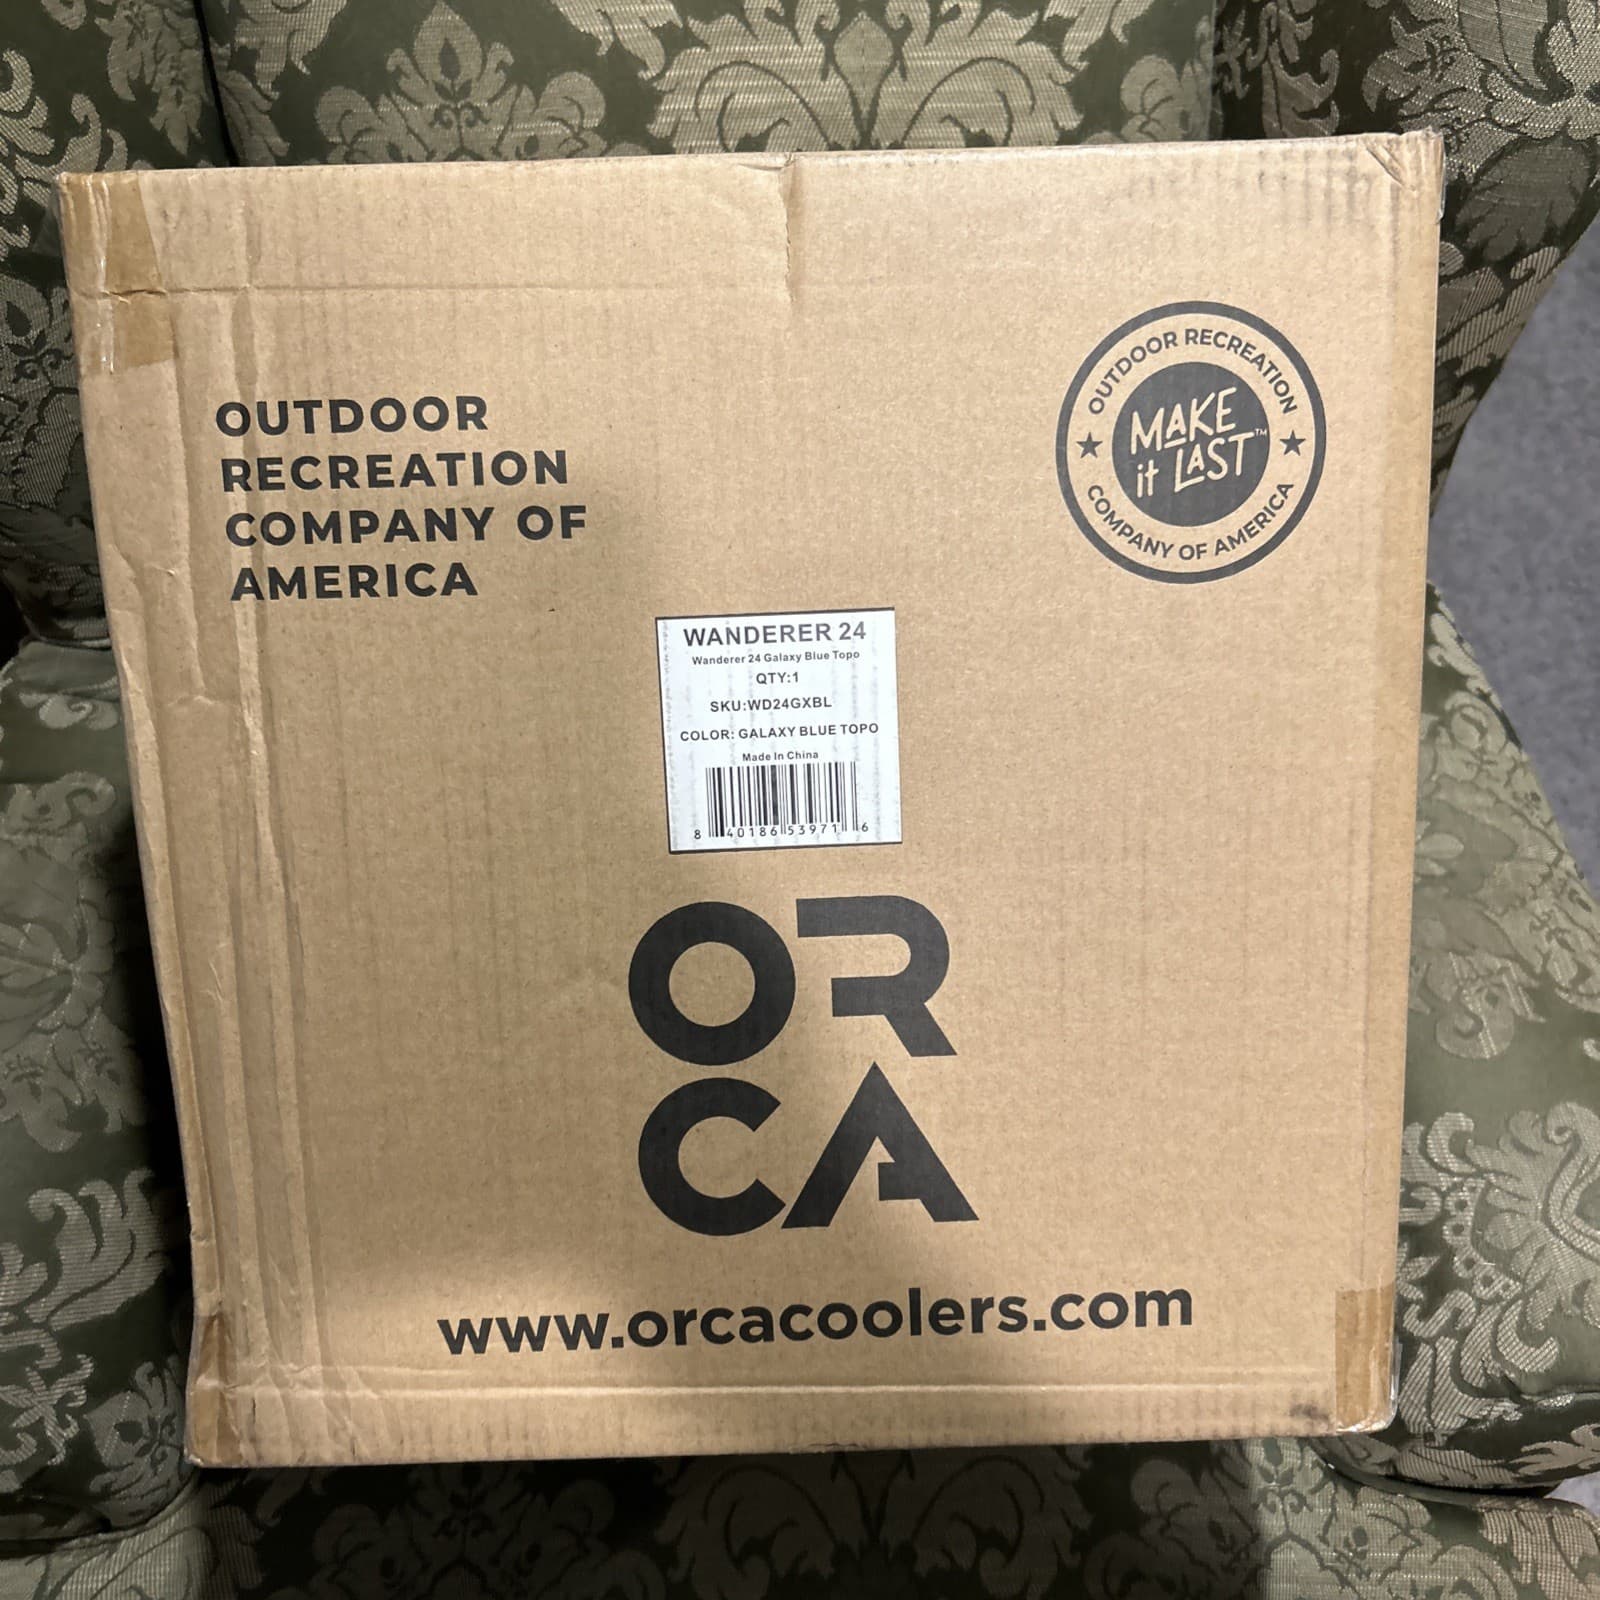 OUTDOOR
RECREATION
COMPANY OF
AMERICA
OUTDOOR RECREATION
MAKE
it LAST™
COMPANY OF AMERICA
WANDERER 24
Wanderer 24 Galaxy Blue Topo
QTY:1
SKU:WD24GXBL
COLOR: GALAXY BLUE TOPO
Made In China
8 40186 53971 6
OR
CA
www.orcacoolers.com